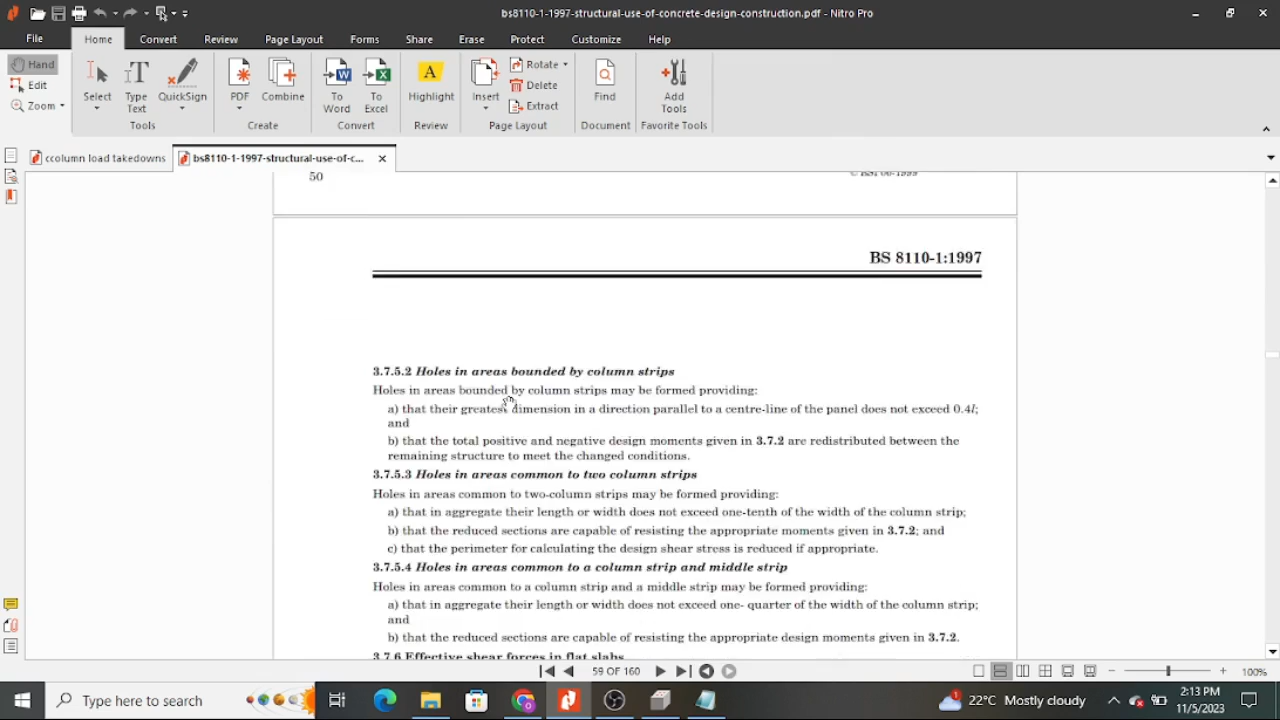 bs8110-1-1997-structural-use-of-concrete-design-construction.pdf - Nitro Pro
File Home Convert Review Page Layout Forms Share Erase Protect Customize Help
Hand
Edit
Zoom
Select
Type Text
QuickSign
Tools
PDF
Combine
Create
To Word
To Excel
Convert
Highlight
Review
Insert
Rotate
Delete
Extract
Page Layout
Find
Document
Add Tools
Favorite Tools
ccolumn load takedowns
bs8110-1-1997-structural-use-of-c...
50
© BSI 06-1999
BS 8110-1:1997
3.7.5.2 Holes in areas bounded by column strips
Holes in areas bounded by column strips may be formed providing:
a) that their greatest dimension in a direction parallel to a centre-line of the panel does not exceed 0.4l;
and
b) that the total positive and negative design moments given in 3.7.2 are redistributed between the
remaining structure to meet the changed conditions.
3.7.5.3 Holes in areas common to two column strips
Holes in areas common to two-column strips may be formed providing:
a) that in aggregate their length or width does not exceed one-tenth of the width of the column strip;
b) that the reduced sections are capable of resisting the appropriate moments given in 3.7.2; and
c) that the perimeter for calculating the design shear stress is reduced if appropriate.
3.7.5.4 Holes in areas common to a column strip and middle strip
Holes in areas common to a column strip and a middle strip may be formed providing:
a) that in aggregate their length or width does not exceed one- quarter of the width of the column strip;
and
b) that the reduced sections are capable of resisting the appropriate design moments given in 3.7.2.
3.7.6 Effective shear forces in flat slabs
59 OF 160
100%
Type here to search
22°C Mostly cloudy
2:13 PM
11/5/2023